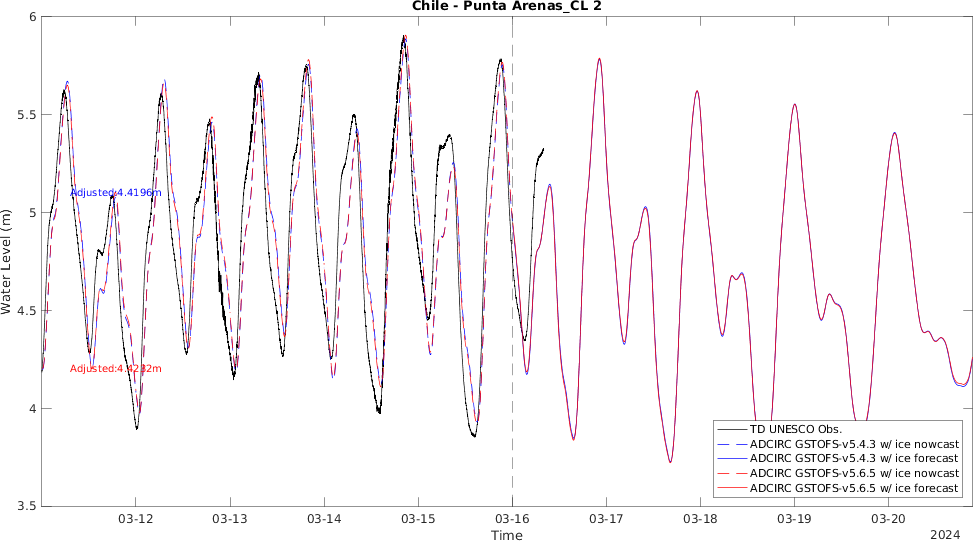 Chile - Punta Arenas_CL 2
6
5.5
5
4.5
4
3.5
Water Level (m)
Adjusted:4.4196m
Adjusted:4.4232m
TD UNESCO Obs.
ADCIRC GSTOFS-v5.4.3 w/ ice nowcast
ADCIRC GSTOFS-v5.4.3 w/ ice forecast
ADCIRC GSTOFS-v5.6.5 w/ ice nowcast
ADCIRC GSTOFS-v5.6.5 w/ ice forecast
03-12 03-13 03-14 03-15 03-16 03-17 03-18 03-19 03-20
Time
2024